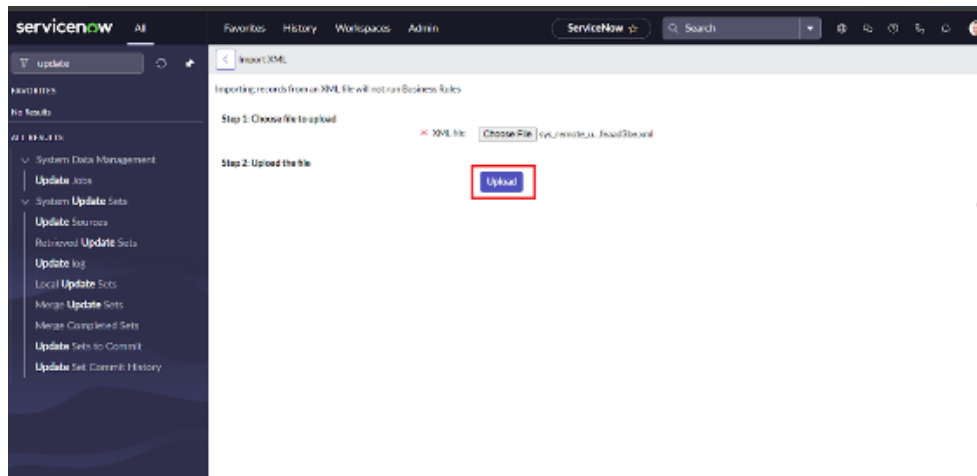 servicenow All Favorites History Workspaces Admin ServiceNow Search
update
Import XML
FAVORITES
Importing records from an XML file will not run Business Rules
No Results
Step 1: Choose file to upload
ALL RESULTS
XML file Choose File
System Data Management
Step 2: Upload the file
Update Jobs
Upload
System Update Sets
Update Sources
Retrieved Update Sets
Update log
Local Update Sets
Merge Update Sets
Merge Completed Sets
Update Sets to Commit
Update Set Commit History